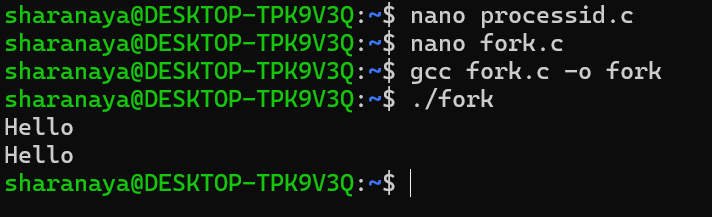 sharanaya@DESKTOP-TPK9V3Q:~$ nano processid.c
sharanaya@DESKTOP-TPK9V3Q:~$ nano fork.c
sharanaya@DESKTOP-TPK9V3Q:~$ gcc fork.c -o fork
sharanaya@DESKTOP-TPK9V3Q:~$ ./fork
Hello
Hello
sharanaya@DESKTOP-TPK9V3Q:~$